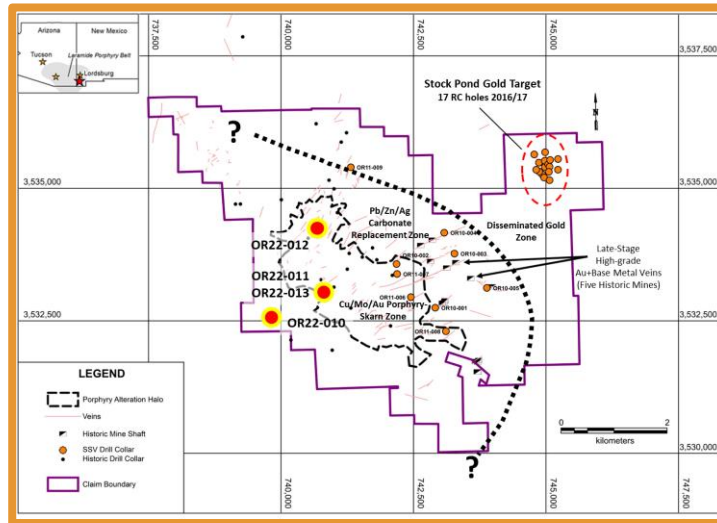 Arizona
New Mexico
Tucson
Laramide Porphyry Belt
Lordsburg
737,500
740,000
742,500
745,000
3,537,500
Stock Pond Gold Target
17 RC holes 2016/17
N
?
OR11-009
3,535,000
3,535,000
Pb/Zn/Ag
Carbonate
Replacement Zone
OR10-004
Disseminated Gold
Zone
OR22-012
OR10-002
OR10-003
Late-Stage
High-grade
Au+Base Metal Veins
(Five Historic Mines)
OR22-011
OR22-013
OR10-005
OR11-006
Cu/Mo/Au Porphyry-
Skarn Zone
OR10-001
OR22-010
3,532,500
3,532,500
OR11-008
LEGEND
Porphyry Alteration Halo
Veins
Historic Mine Shaft
SSV Drill Collar
Historic Drill Collar
Claim Boundary
0
2
kilometers
3,530,000
?
740,000
742,500
745,000
747,500